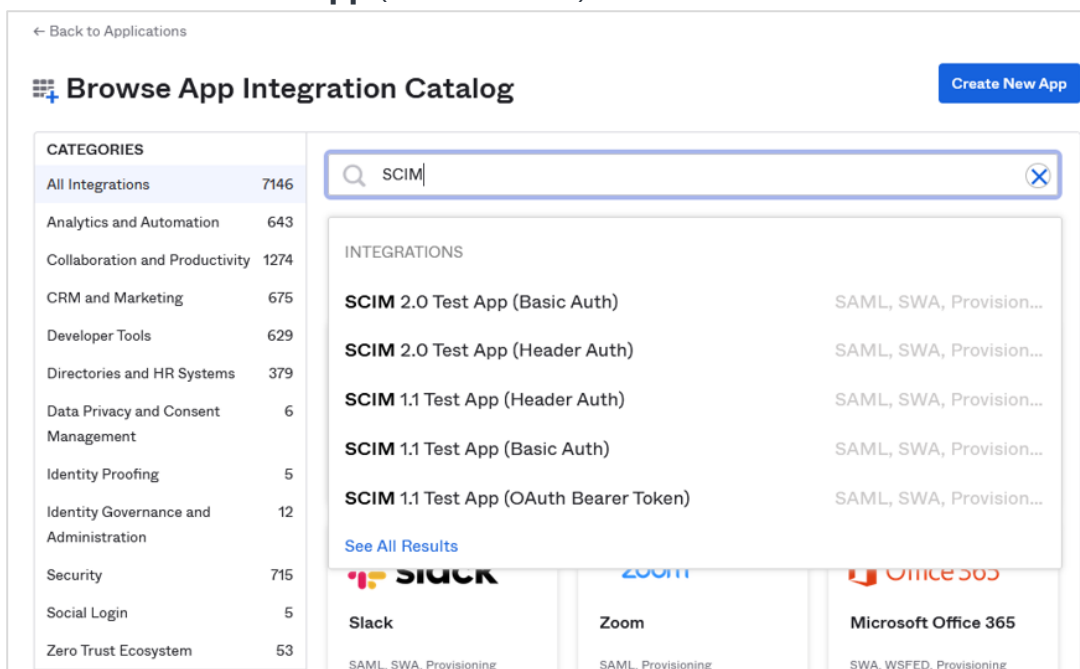 ← Back to Applications
Browse App Integration Catalog
Create New App
CATEGORIES
All Integrations 7146
Analytics and Automation 643
Collaboration and Productivity 1274
CRM and Marketing 675
Developer Tools 629
Directories and HR Systems 379
Data Privacy and Consent 6
Management
Identity Proofing 5
Identity Governance and 12
Administration
Security 715
Social Login 5
Zero Trust Ecosystem 53
SCIM
INTEGRATIONS
SCIM 2.0 Test App (Basic Auth) SAML, SWA, Provision...
SCIM 2.0 Test App (Header Auth) SAML, SWA, Provision...
SCIM 1.1 Test App (Header Auth) SAML, SWA, Provision...
SCIM 1.1 Test App (Basic Auth) SAML, SWA, Provision...
SCIM 1.1 Test App (OAuth Bearer Token) SAML, SWA, Provision...
See All Results
slack zoom Office 365
Slack Zoom Microsoft Office 365
SAML, SWA, Provisioning SAML, Provisioning SWA, WSFED, Provisioning